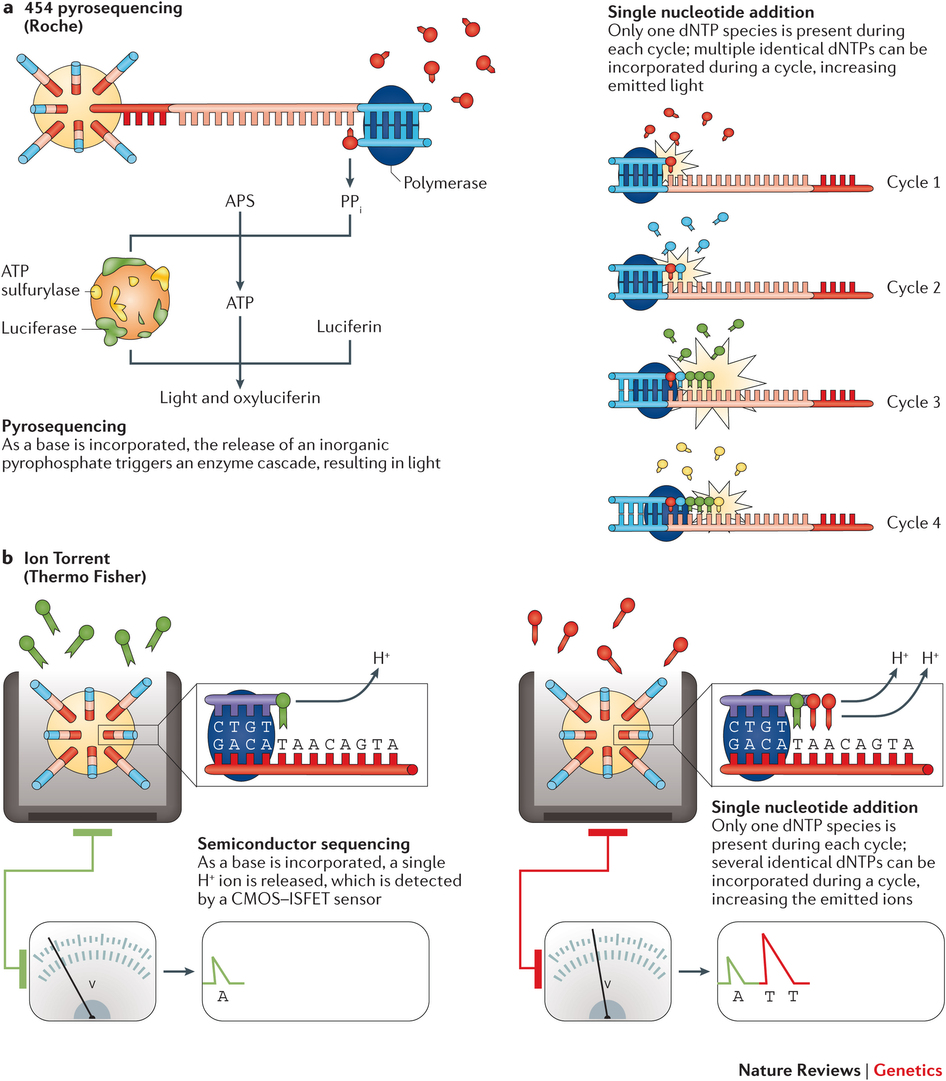 a 454 pyrosequencing
(Roche)
Polymerase
APS
PPi
ATP
sulfurylase
Luciferase
ATP
Luciferin
Light and oxyluciferin
Pyrosequencing
As a base is incorporated, the release of an inorganic
pyrophosphate triggers an enzyme cascade, resulting in light
Single nucleotide addition
Only one dNTP species is present during
each cycle; multiple identical dNTPs can be
incorporated during a cycle, increasing
emitted light
Cycle 1
Cycle 2
Cycle 3
Cycle 4
b Ion Torrent
(Thermo Fisher)
H⁺
C T G T
G A C A T A A C A G T A
Semiconductor sequencing
As a base is incorporated, a single
H⁺ ion is released, which is detected
by a CMOS–ISFET sensor
V
A
H⁺ H⁺
C T G T
G A C A T A A C A G T A
Single nucleotide addition
Only one dNTP species is
present during each cycle;
several identical dNTPs can be
incorporated during a cycle,
increasing the emitted ions
V
A T T
Nature Reviews | Genetics